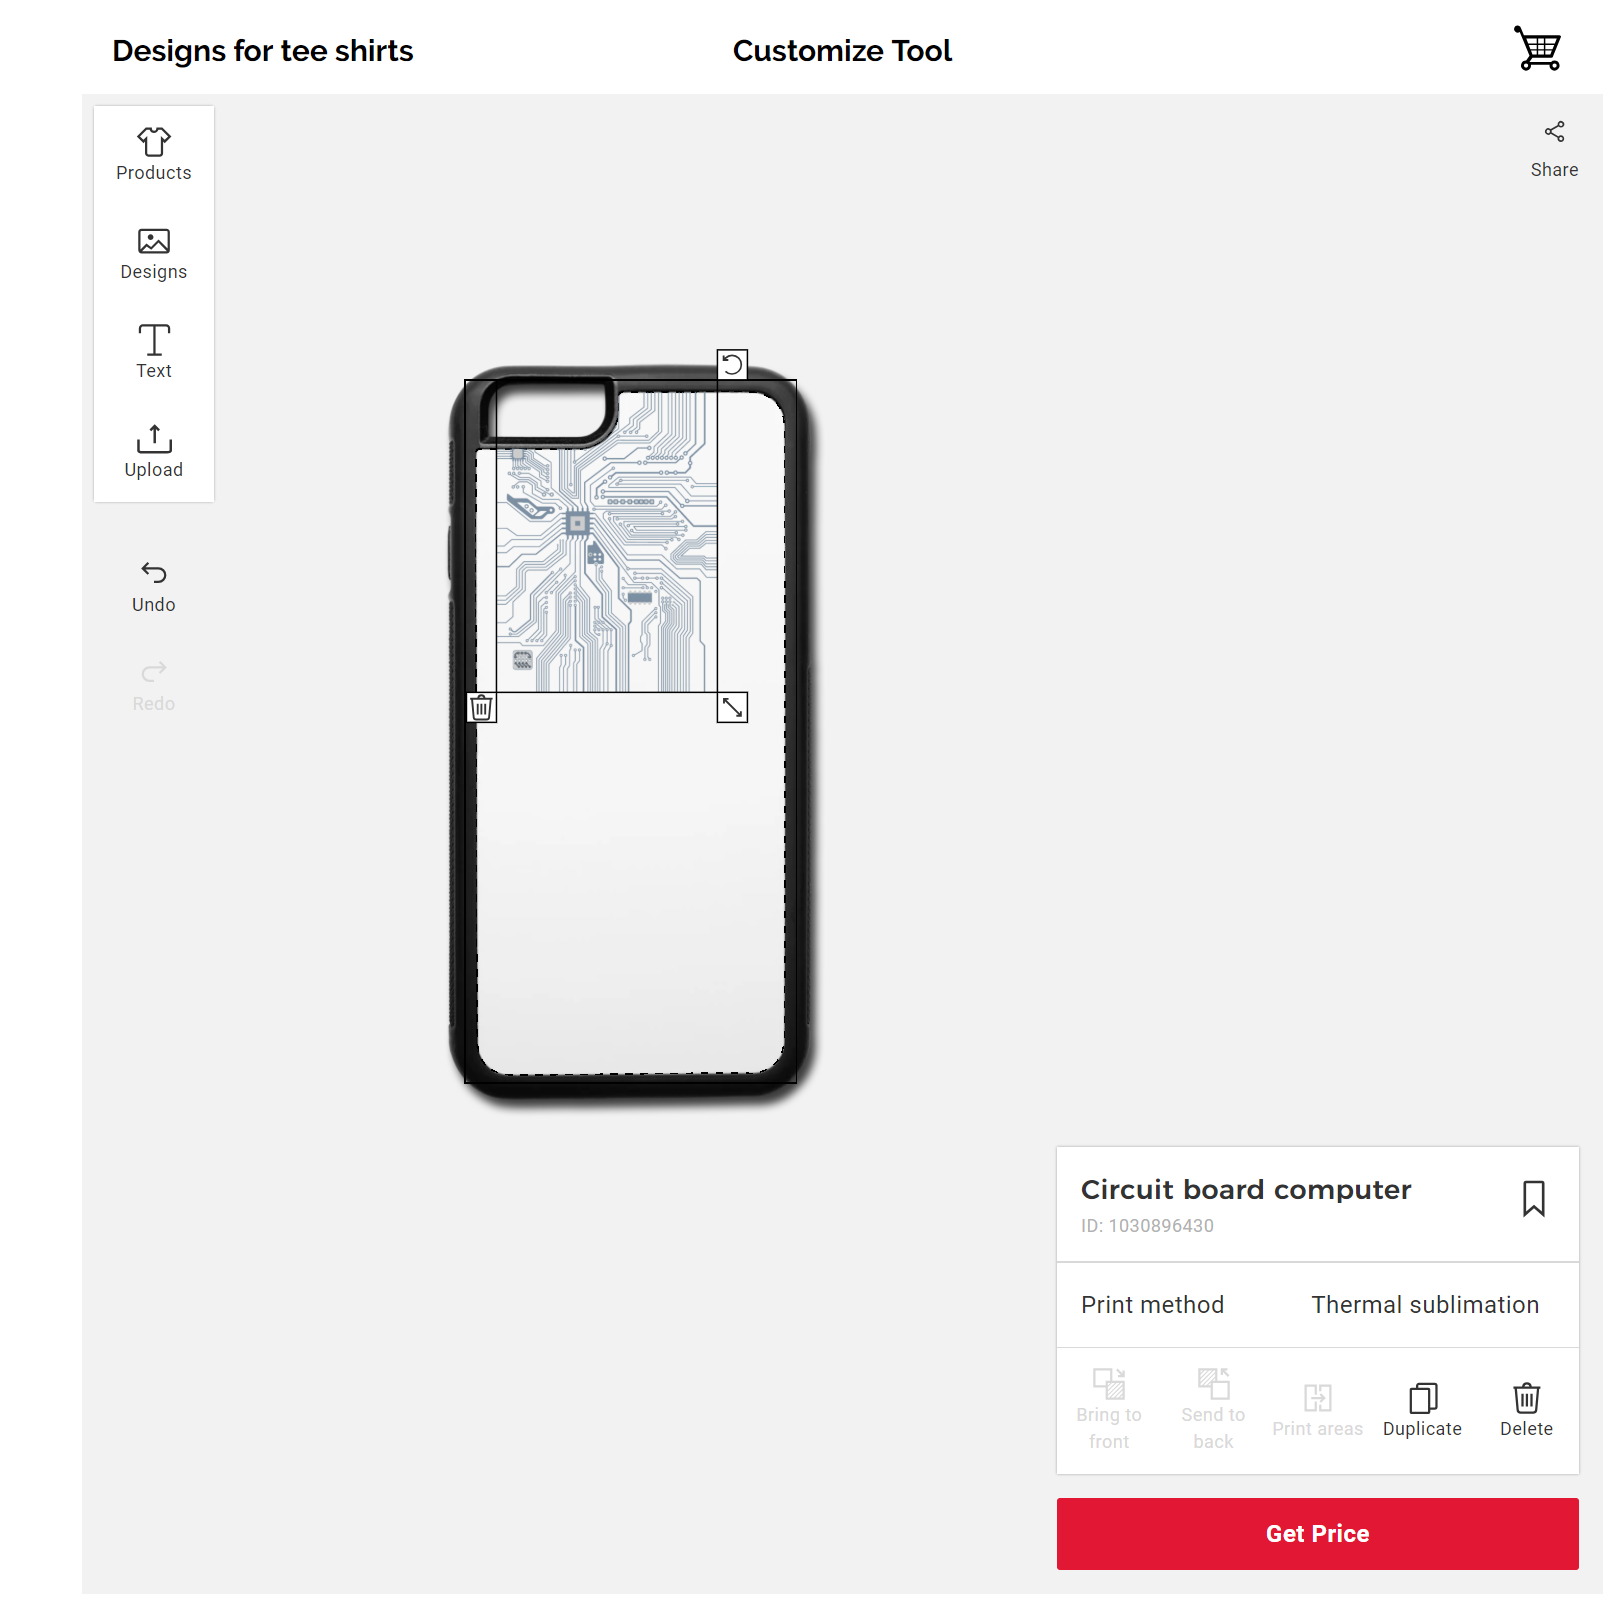 Designs for tee shirts
Customize Tool
Products
Designs
Text
Upload
Undo
Redo
Share
Circuit board computer
ID: 1030896430
Print method
Thermal sublimation
Bring to
front
Send to
back
Print areas
Duplicate
Delete
Get Price